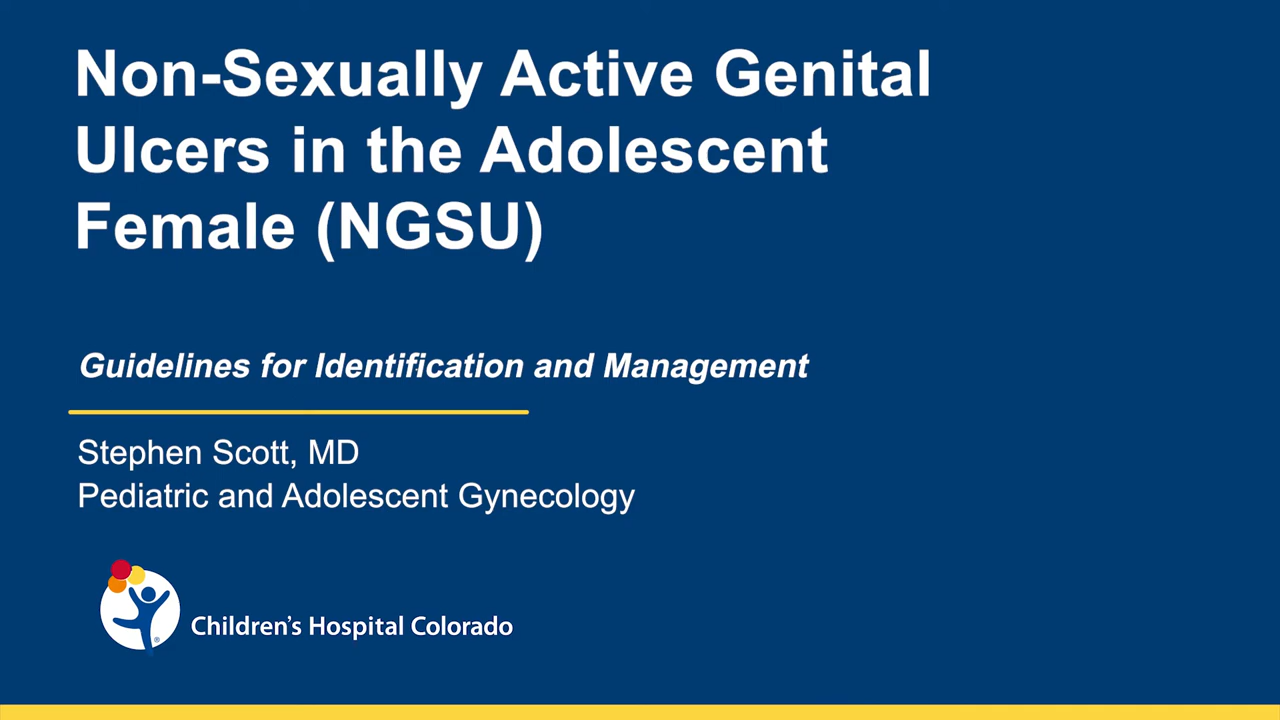 Non-Sexually Active Genital
Ulcers in the Adolescent
Female (NGSU)
Guidelines for Identification and Management
Stephen Scott, MD
Pediatric and Adolescent Gynecology
Children's Hospital Colorado
®